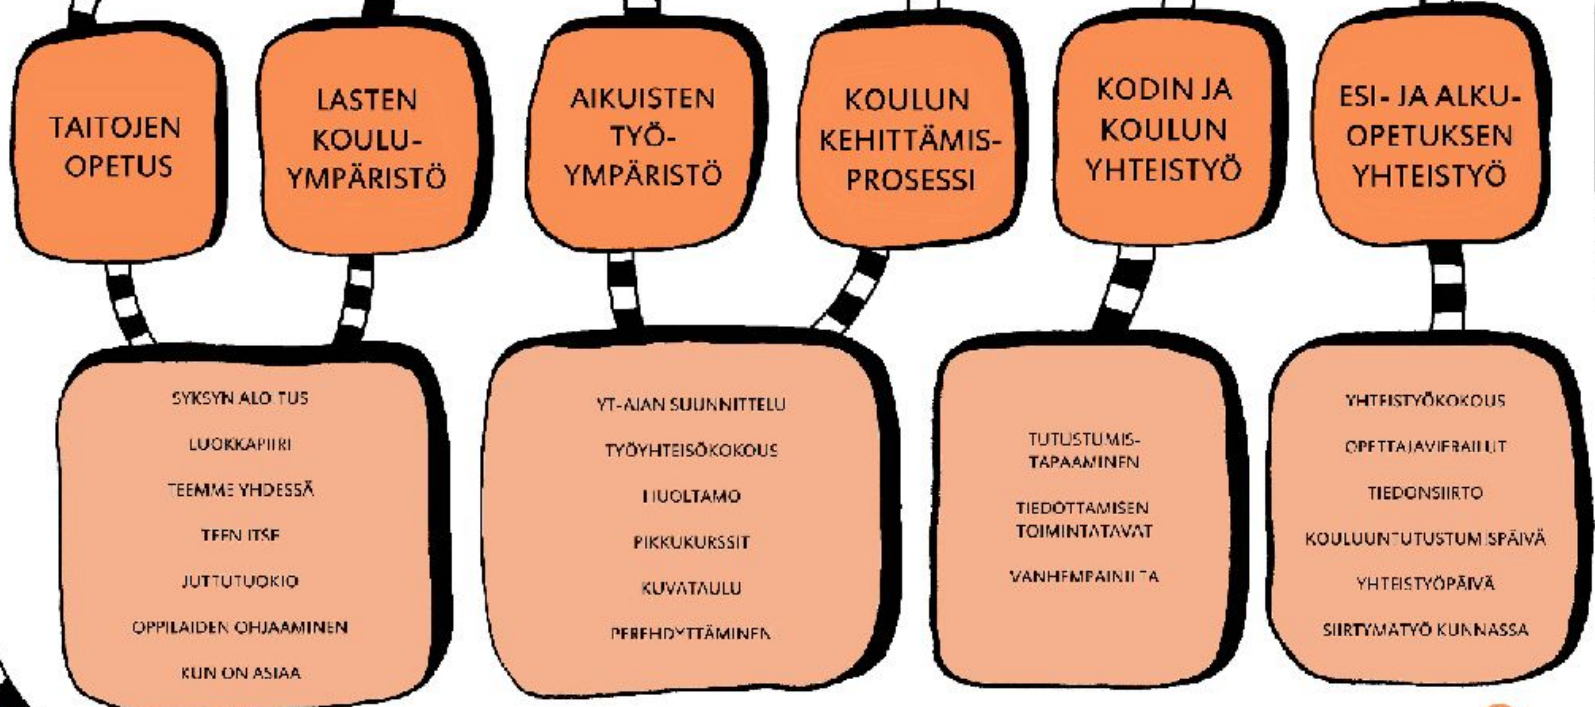 TAITOJEN
OPETUS
LASTEN
KOULU-
YMPÄRISTÖ
AIKUISTEN
TYÖ-
YMPÄRISTÖ
KOULUN
KEHITTÄMIS-
PROSESSI
KODIN JA
KOULUN
YHTEISTYÖ
ESI- JA ALKU-
OPETUKSEN
YHTEISTYÖ
SYKSYN ALOITUS
LUOKKAPIIRI
TEEMME YHDESSÄ
TEEN ITSE
JUTTUTUOKIO
OPPILAIDEN OHJAAMINEN
KUN ON ASIAA
YT-AJAN SUUNNITTELU
TYÖYHTEISÖKOKOUS
HUOLTAMO
PIKKUKURSSIT
KUVATAULU
PEREHDYTTÄMINEN
TUTUSTUMIS-
TAPAAMINEN
TIEDOTTAMISEN
TOIMINTATAVAT
VANHEMPAINILTA
YHTEISTYÖKOKOUS
OPETTAJAVIERAILUT
TIEDONSIIRTO
KOULUUNTUTUSTUMISPÄIVÄ
YHTEISTYÖPÄIVÄ
SIIRTYMATYÖ KUNNASSA